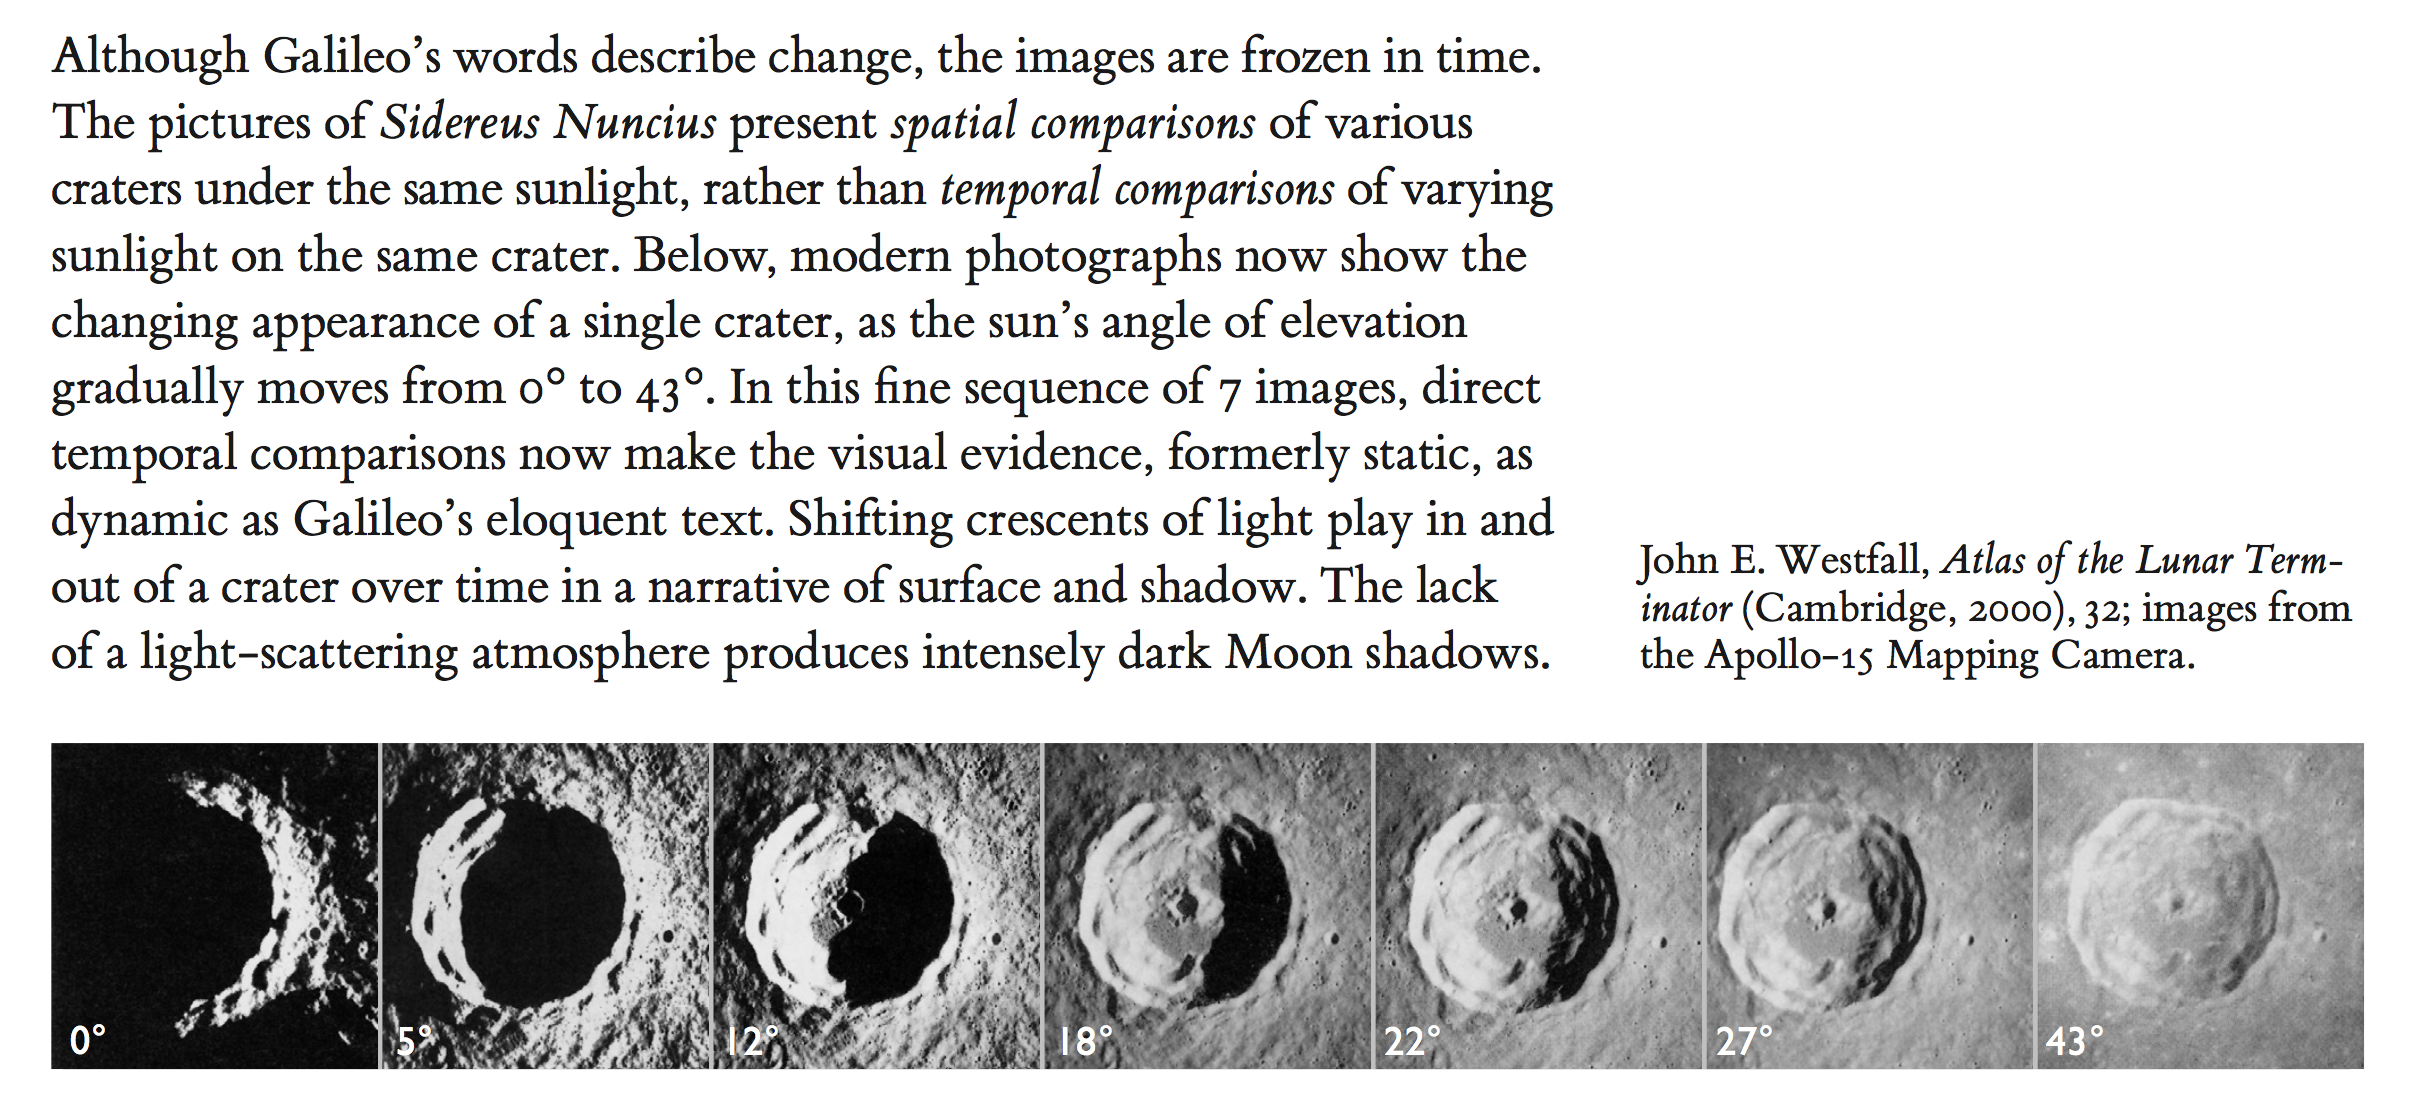 Although Galileo’s words describe change, the images are frozen in time.
The pictures of Sidereus Nuncius present spatial comparisons of various
craters under the same sunlight, rather than temporal comparisons of varying
sunlight on the same crater. Below, modern photographs now show the
changing appearance of a single crater, as the sun’s angle of elevation
gradually moves from 0° to 43°. In this fine sequence of 7 images, direct
temporal comparisons now make the visual evidence, formerly static, as
dynamic as Galileo’s eloquent text. Shifting crescents of light play in and
out of a crater over time in a narrative of surface and shadow. The lack
of a light-scattering atmosphere produces intensely dark Moon shadows.
John E. Westfall, Atlas of the Lunar Term-
inator (Cambridge, 2000), 32; images from
the Apollo-15 Mapping Camera.
0°
5°
12°
18°
22°
27°
43°